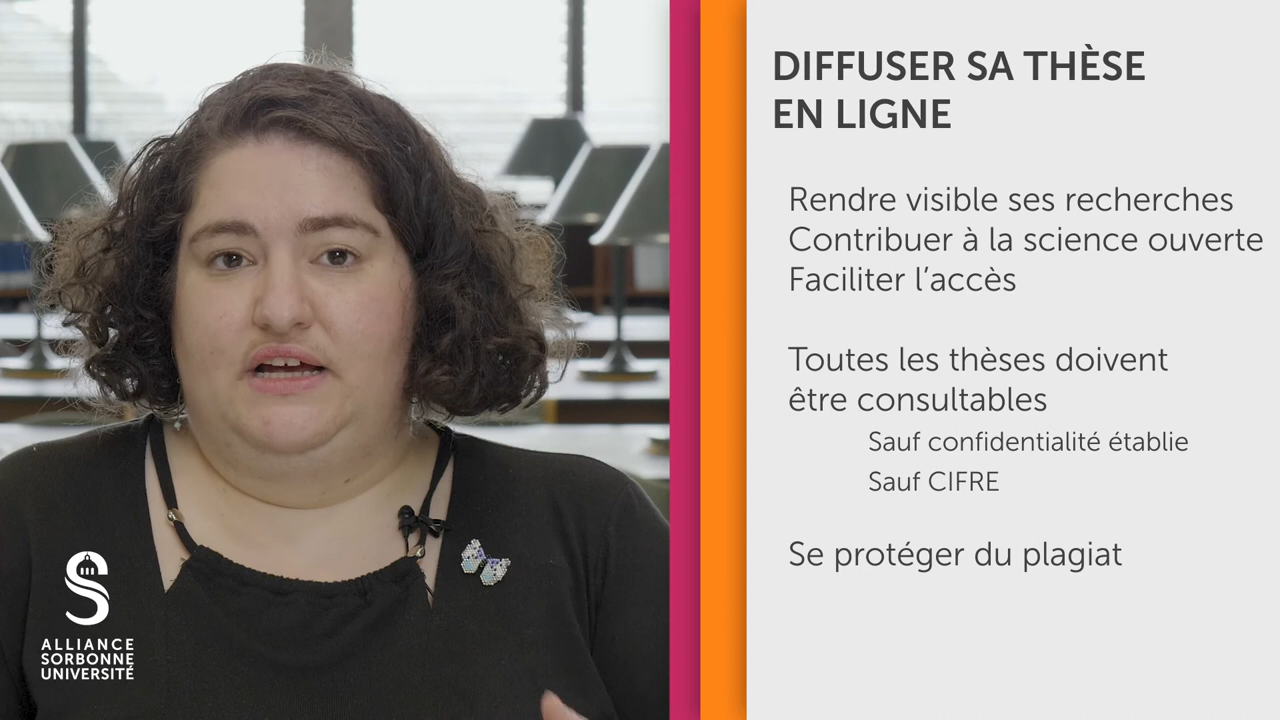 DIFFUSER SA THÈSE
EN LIGNE
Rendre visible ses recherches
Contribuer à la science ouverte
Faciliter l’accès
Toutes les thèses doivent
être consultables
Sauf confidentialité établie
Sauf CIFRE
Se protéger du plagiat
ALLIANCE
SORBONNE
UNIVERSITÉ